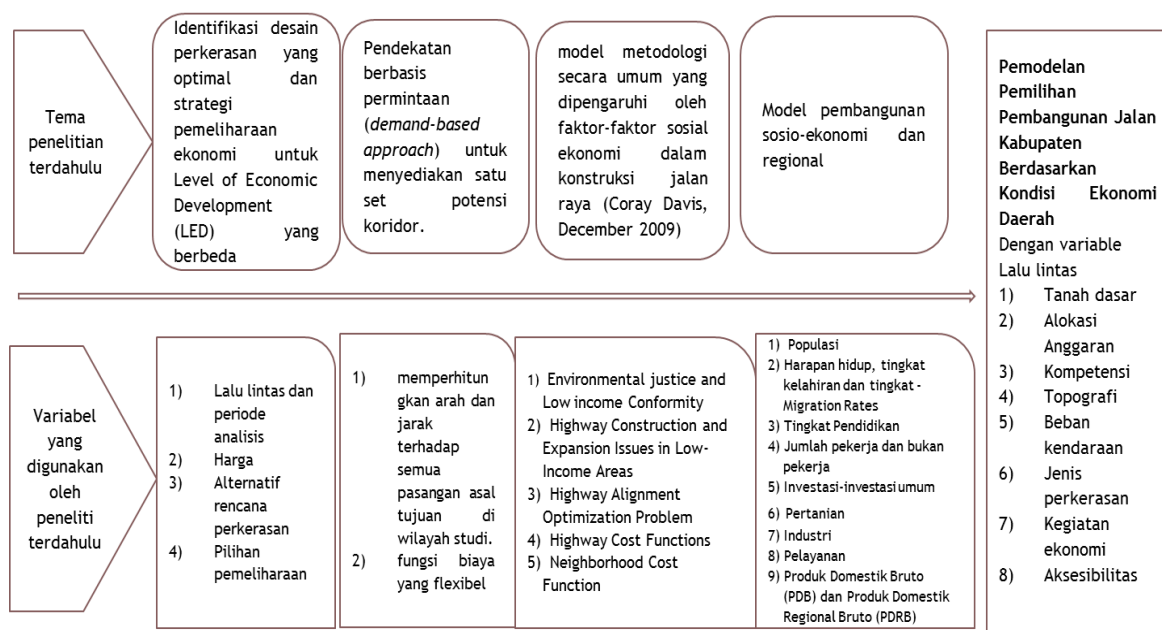 Tema
penelitian
terdahulu
Identifikasi desain
perkerasan yang
optimal dan
strategi
pemeliharaan
ekonomi untuk
Level of Economic
Development
(LED) yang
berbeda
Pendekatan
berbasis
permintaan
(demand-based
approach) untuk
menyediakan satu
set potensi
koridor.
model metodologi
secara umum yang
dipengaruhi oleh
faktor-faktor sosial
ekonomi dalam
konstruksi jalan
raya (Coray Davis,
December 2009)
Model pembangunan
sosio-ekonomi dan
regional
Variabel
yang
digunakan
oleh
peneliti
terdahulu
1) Lalu lintas dan
periode
analisis
2) Harga
3) Alternatif
rencana
perkerasan
4) Pilihan
pemeliharaan
1) memperhitun
gkan arah dan
jarak
terhadap
semua
pasangan asal
tujuan di
wilayah studi.
2) fungsi biaya
yang flexibel
1) Environmental justice and
Low income Conformity
2) Highway Construction and
Expansion Issues in Low-
Income Areas
3) Highway Alignment
Optimization Problem
4) Highway Cost Functions
5) Neighborhood Cost
Function
1) Populasi
2) Harapan hidup, tingkat
kelahiran dan tingkat -
Migration Rates
3) Tingkat Pendidikan
4) Jumlah pekerja dan bukan
pekerja
5) Investasi-investasi umum
6) Pertanian
7) Industri
8) Pelayanan
9) Produk Domestik Bruto
(PDB) dan Produk Domestik
Regional Bruto (PDRB)
Pemodelan
Pemilihan
Pembangunan Jalan
Kabupaten
Berdasarkan
Kondisi Ekonomi
Daerah
Dengan variable
Lalu lintas
1) Tanah dasar
2) Alokasi
Anggaran
3) Kompetensi
4) Topografi
5) Beban
kendaraan
6) Jenis
perkerasan
7) Kegiatan
ekonomi
8) Aksesibilitas